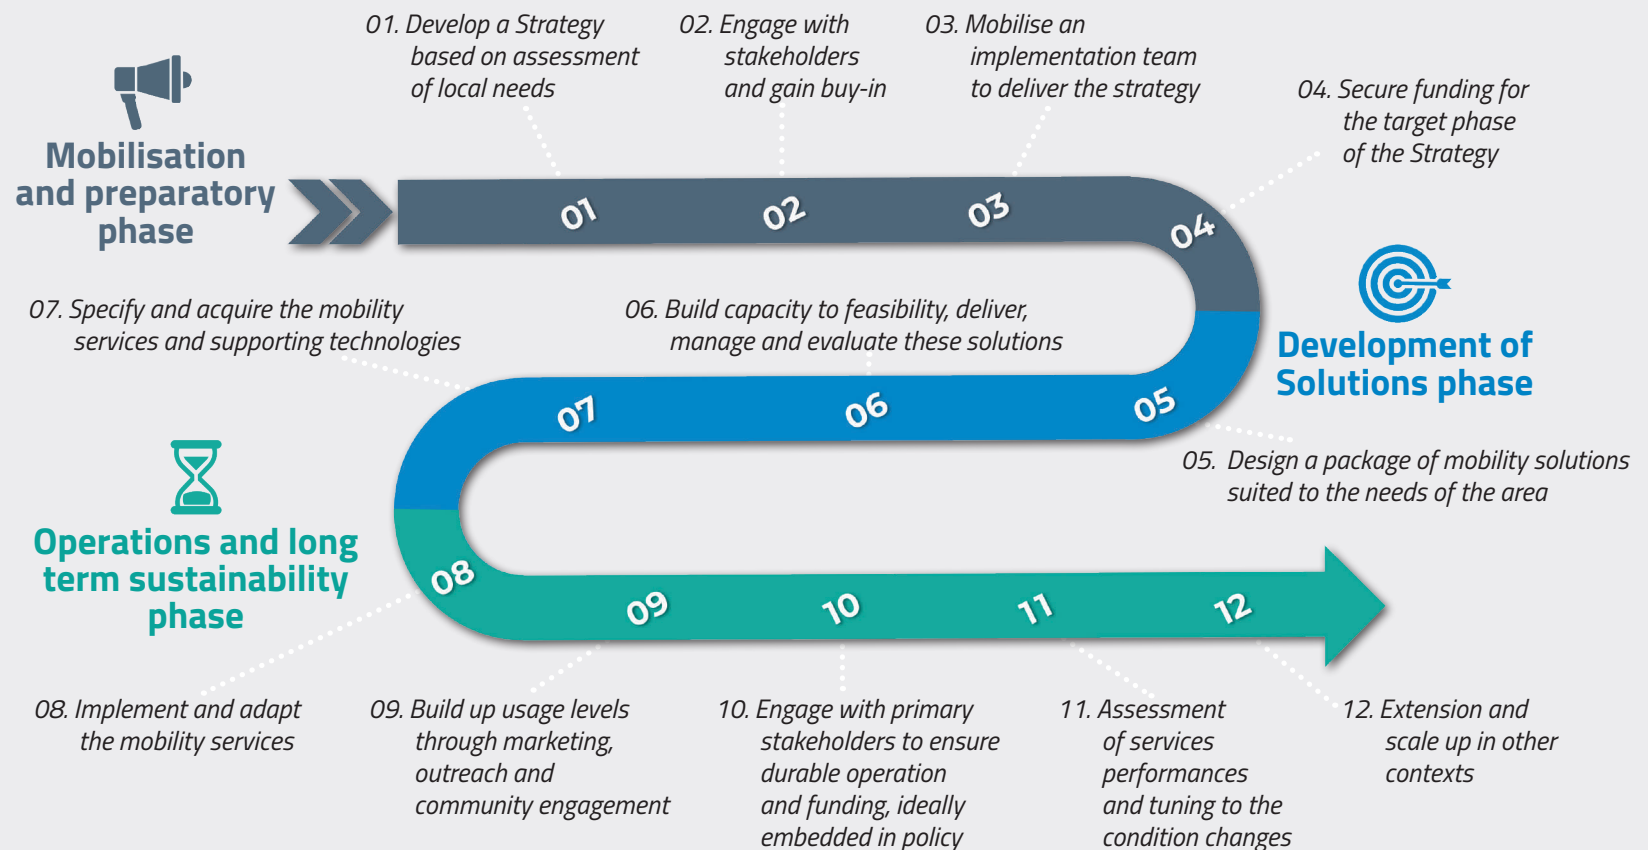 01. Develop a Strategy
based on assessment
of local needs
02. Engage with
stakeholders
and gain buy-in
03. Mobilise an
implementation team
to deliver the strategy
04. Secure funding for
the target phase
of the Strategy
Mobilisation
and preparatory
phase
01
02
03
04
07. Specify and acquire the mobility
services and supporting technologies
06. Build capacity to feasibility, deliver,
manage and evaluate these solutions
Development of
Solutions phase
07
06
05
05. Design a package of mobility solutions
suited to the needs of the area
Operations and long
term sustainability
phase
08
09
10
11
12
08. Implement and adapt
the mobility services
09. Build up usage levels
through marketing,
outreach and
community engagement
10. Engage with primary
stakeholders to ensure
durable operation
and funding, ideally
embedded in policy
11. Assessment
of services
performances
and tuning to the
condition changes
12. Extension and
scale up in other
contexts